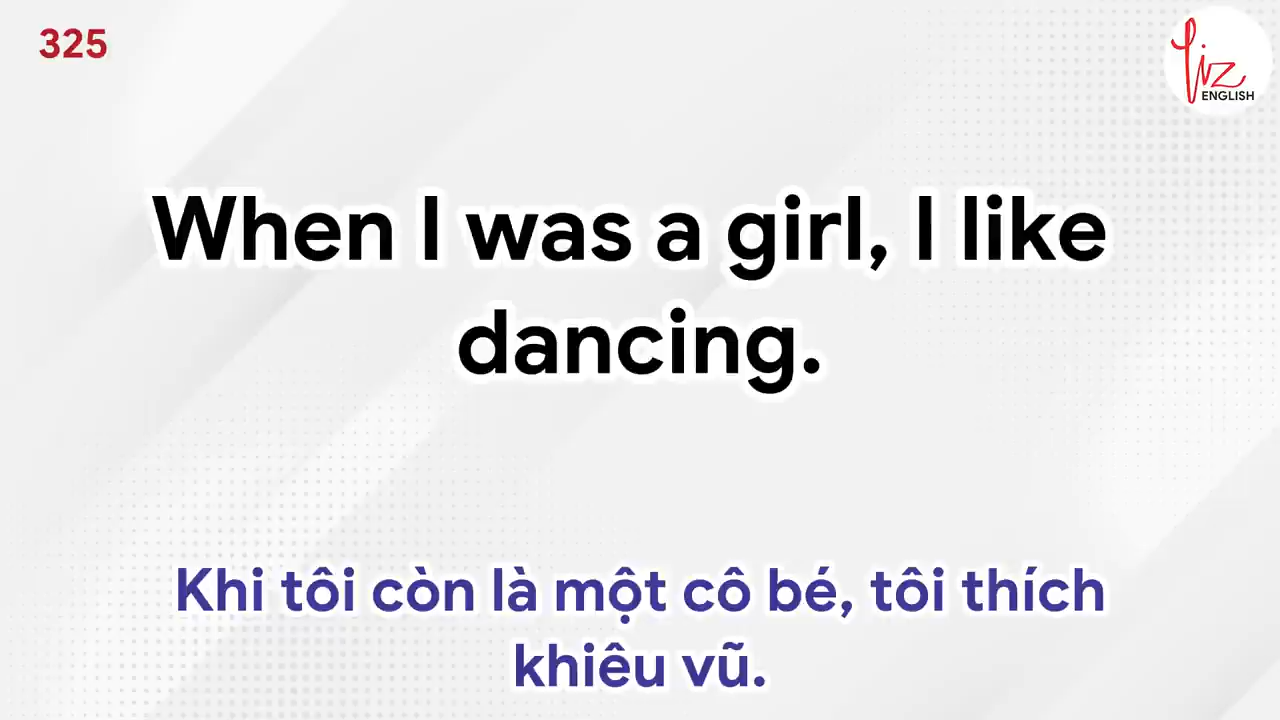 325
liz
ENGLISH
When I was a girl, I like
dancing.
Khi tôi còn là một cô bé, tôi thích
khiêu vũ.